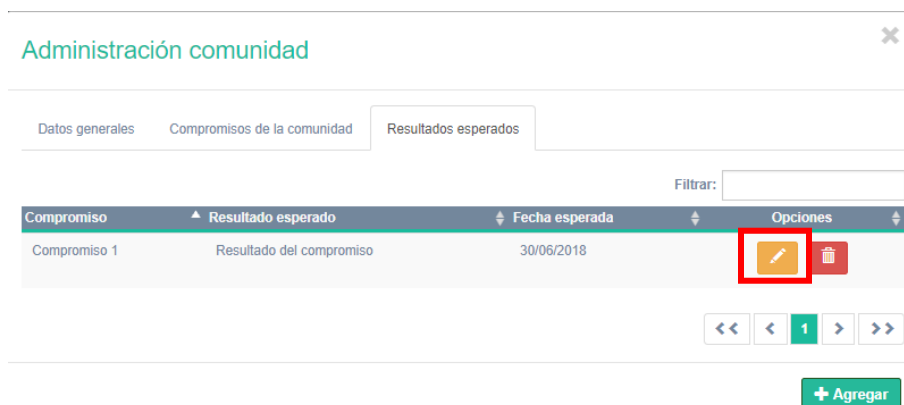 Administración comunidad
Datos generales Compromisos de la comunidad Resultados esperados
Filtrar:
Compromiso Resultado esperado Fecha esperada Opciones
Compromiso 1 Resultado del compromiso 30/06/2018
<< < 1 > >>
+ Agregar